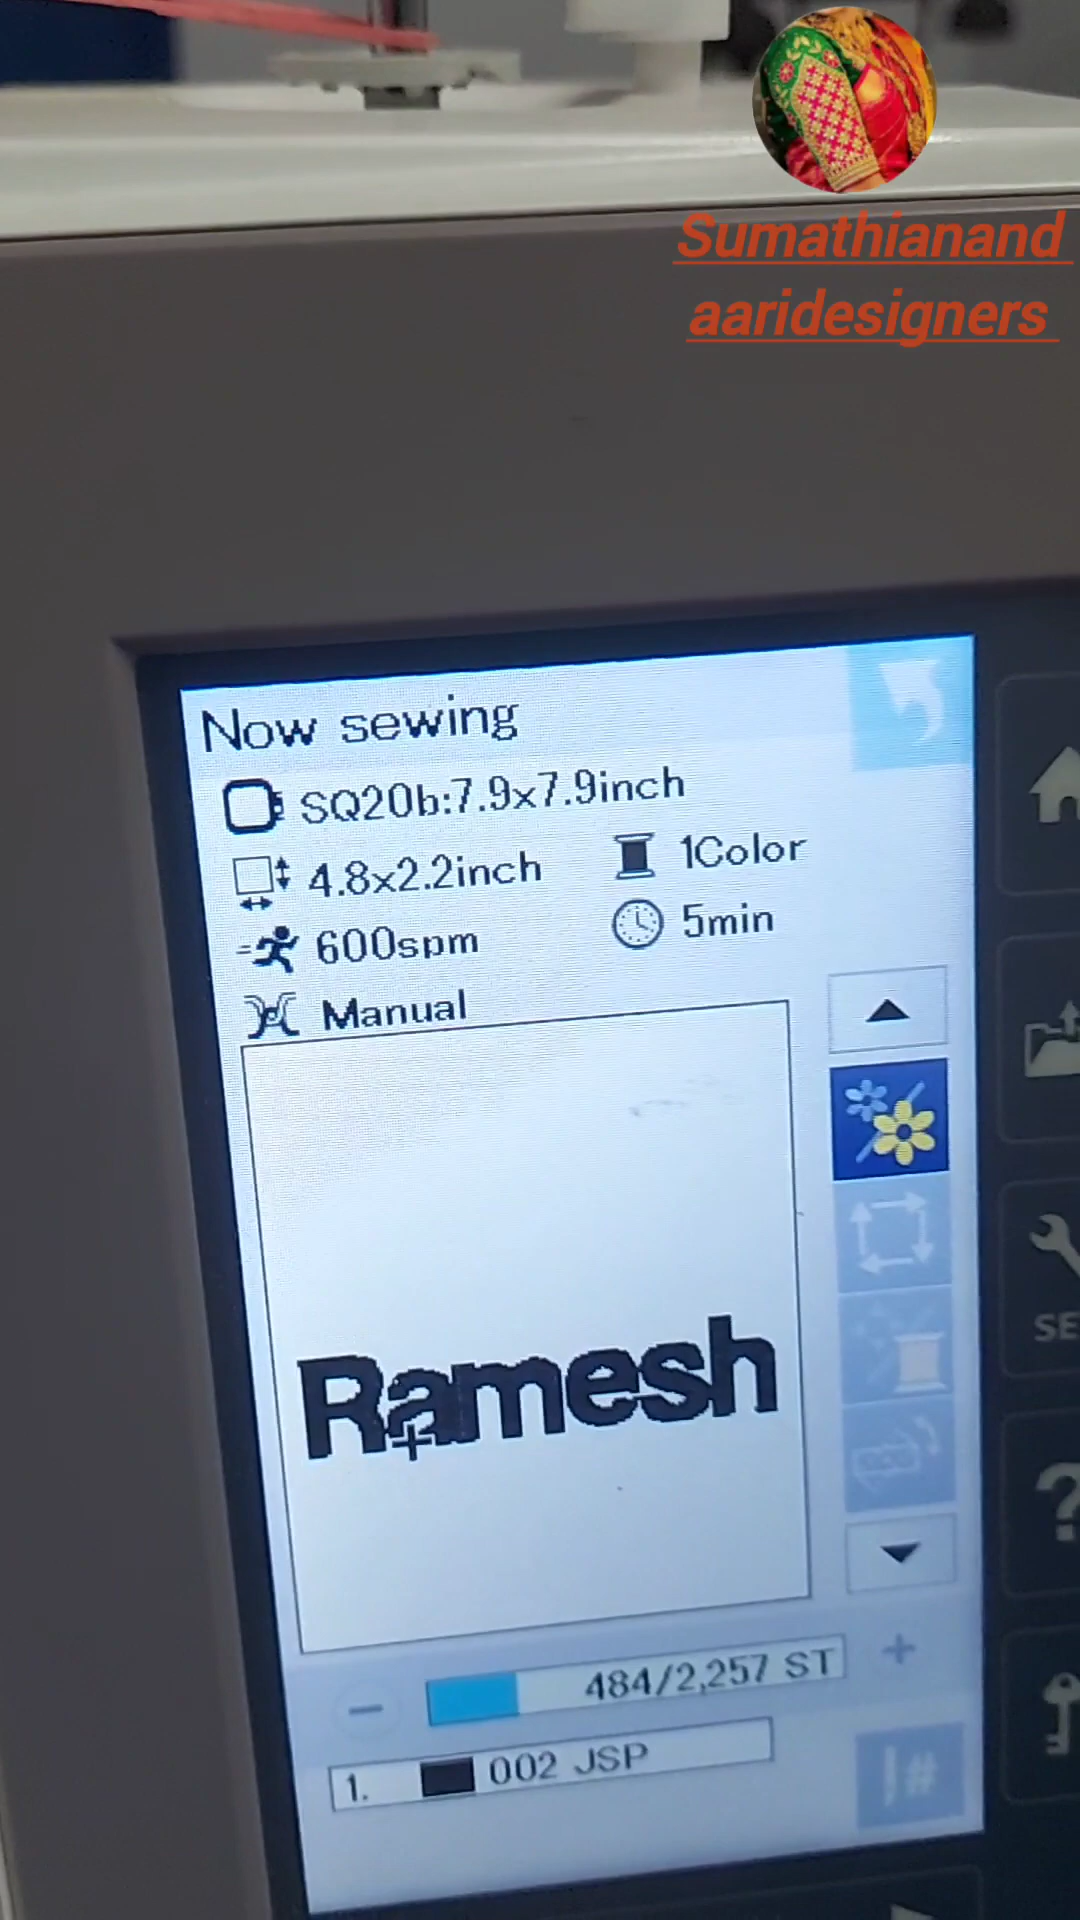 Sumathianand
aaridesigners
Now sewing
SQ20b:7.9x7.9inch
4.8x2.2inch
1Color
600spm
5min
Manual
Ramesh
484/2,257 ST
1. 002 JSP
SE
?